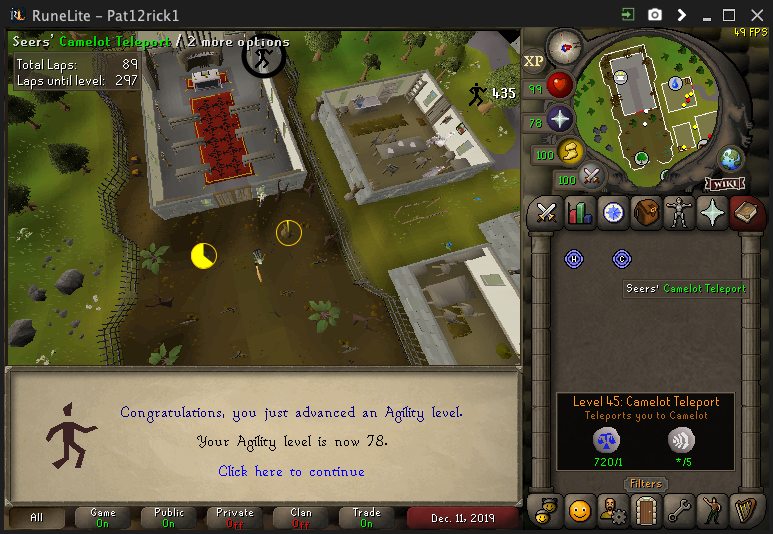 RuneLite - Pat12rick1
49 FPS
Seers' Camelot Teleport / 2 more options
Total Laps: 89
Laps until level: 297
435
XP
99
78
100
100
WIKI
H
C
Seers' Camelot Teleport
Level 45: Camelot Teleport
Teleports you to Camelot
720/1
*/5
Filters
Congratulations, you just advanced an Agility level.
Your Agility level is now 78.
Click here to continue
All
Game
On
Public
On
Private
Off
Clan
Off
Trade
On
Dec. 11, 2019